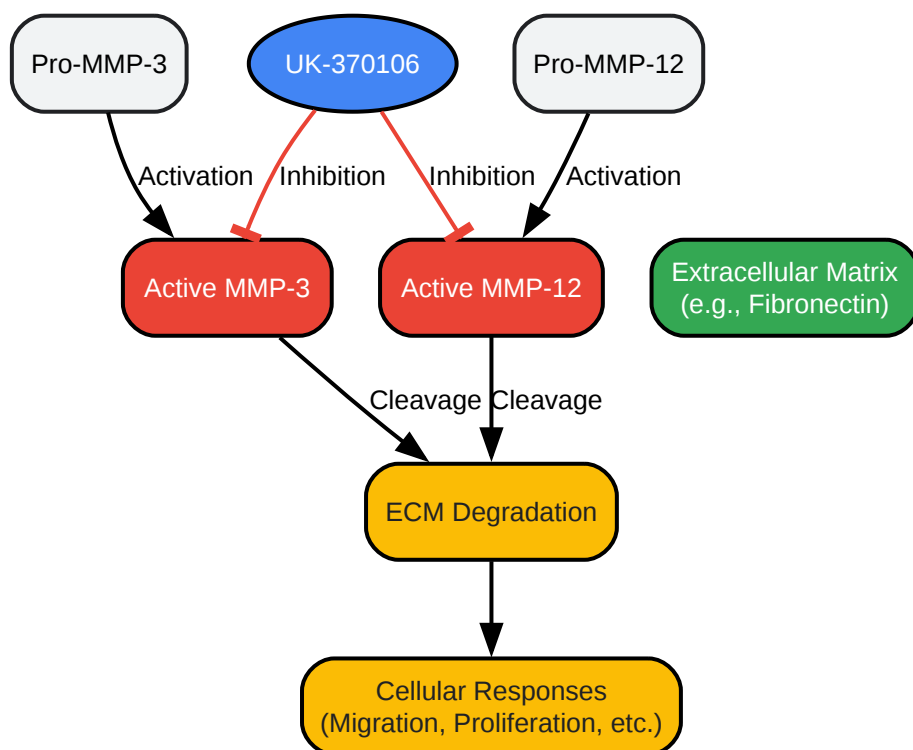 Pro-MMP-3
UK-370106
Pro-MMP-12
Activation
Inhibition
Inhibition
Activation
Active MMP-3
Active MMP-12
Extracellular Matrix
(e.g., Fibronectin)
Cleavage
Cleavage
ECM Degradation
Cellular Responses
(Migration, Proliferation, etc.)